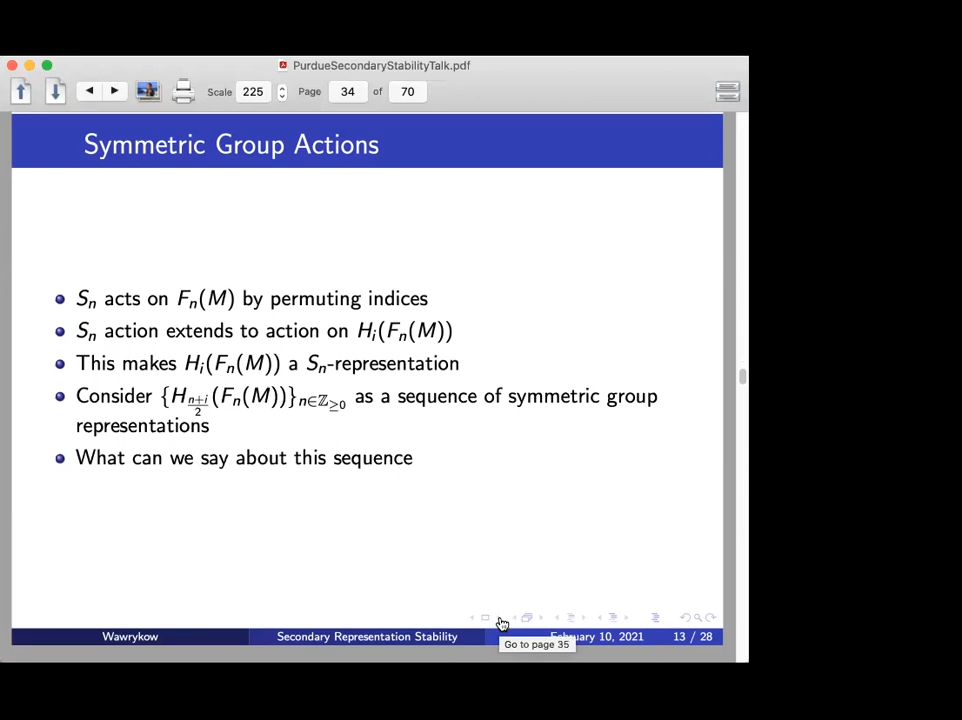 PurdueSecondaryStabilityTalk.pdf
Scale 225 Page 34 of 70
Symmetric Group Actions
Sₙ acts on Fₙ(M) by permuting indices
Sₙ action extends to action on Hᵢ(Fₙ(M))
This makes Hᵢ(Fₙ(M)) a Sₙ-representation
Consider {H_{\frac{n+i}{2}}(Fₙ(M))}_{n∈ℤ_{≥0}} as a sequence of symmetric group
representations
What can we say about this sequence
Wawrykow Secondary Representation Stability February 10, 2021 13 / 28
Go to page 35